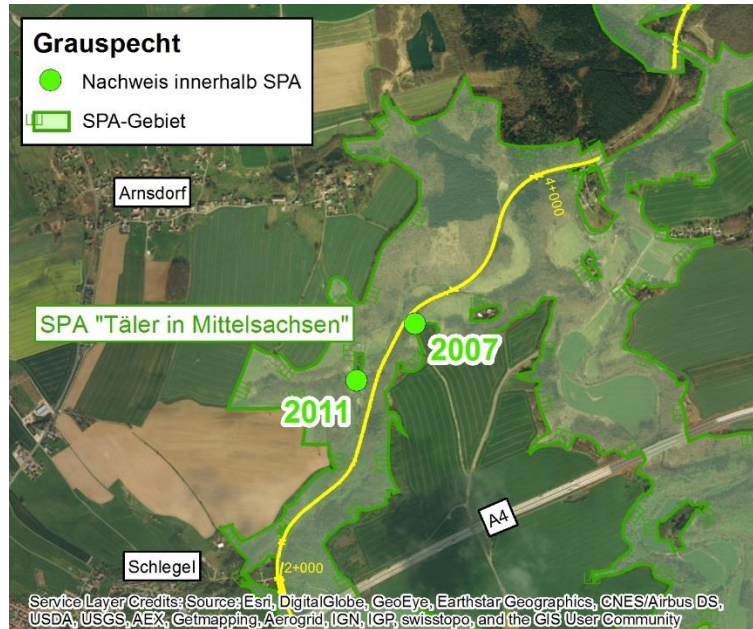 Grauspecht
Nachweis innerhalb SPA
SPA-Gebiet
Arnsdorf
4+000
SPA "Täler in Mittelsachsen"
2007
2011
A4
Schlegel
2+000
Service Layer Credits: Source: Esri, DigitalGlobe, GeoEye, Earthstar Geographics, CNES/Airbus DS,
USDA, USGS, AEX, Getmapping, Aerogrid, IGN, IGP, swisstopo, and the GIS User Community